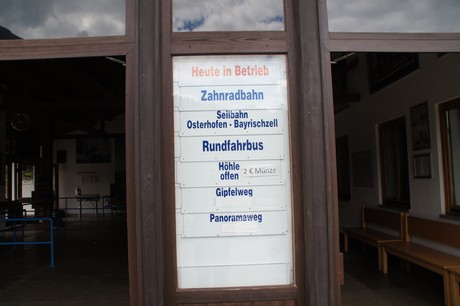 Heute in Betrieb
Zahnradbahn
Seilbahn
Osterhofen - Bayrischzell
Rundfahrbus
Höhle
offen
2 € Münze
Gipfelweg
Panoramaweg